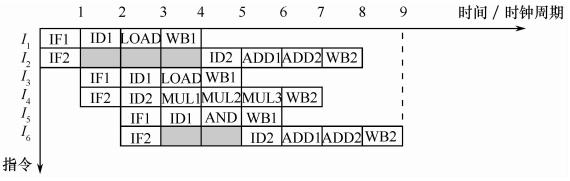 1 2 3 4 5 6 7 8 9 时间 / 时钟周期
I1 IF1 ID1 LOAD WB1
I2 IF2 ID2 ADD1 ADD2 WB2
I3 IF1 ID1 LOAD WB1
I4 IF2 ID2 MUL1 MUL2 MUL3 WB2
I5 IF1 ID1 AND WB1
I6 IF2 ID2 ADD1 ADD2 WB2
指令